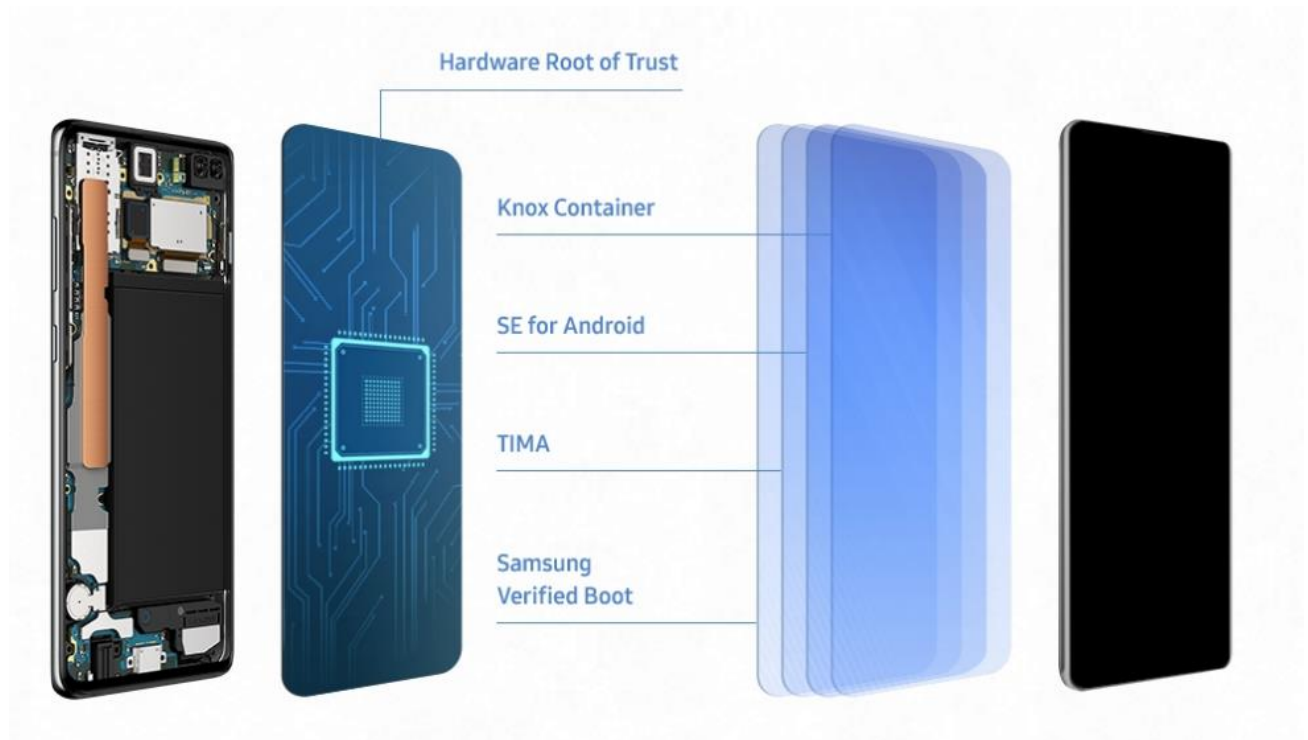 Hardware Root of Trust
Knox Container
SE for Android
TIMA
Samsung
Verified Boot